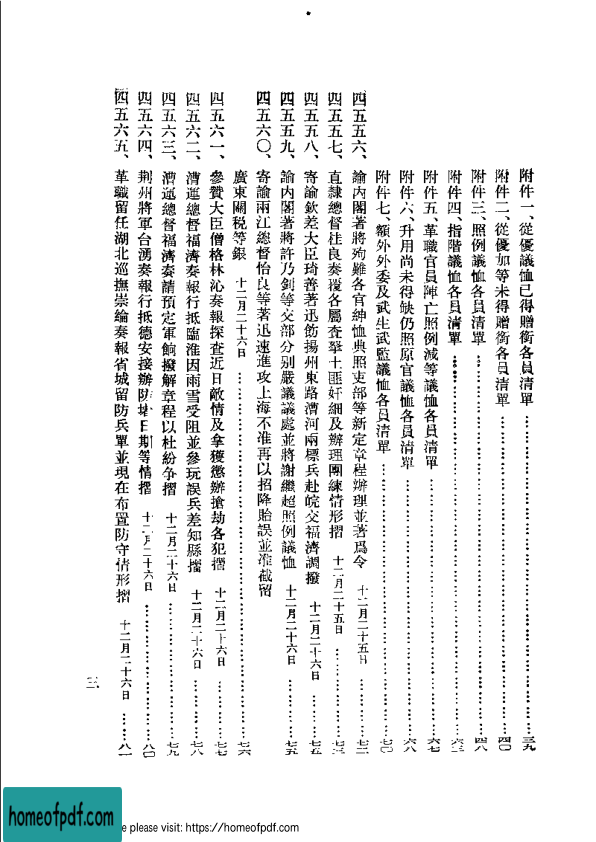 附件一、從優議恤已得贈銜各員清單……三九
附件二、從優加等未得贈銜各員清單……四〇
附件三、照例議恤各員清單……四八
附件四、指階議恤各員清單……六三
附件五、革職官員陣亡照例減等議恤各員清單……六七
附件六、升用尚未得缺仍照原官議恤各員清單……六八
附件七、額外外委及武生武監議恤各員清單……七〇
四五五六、諭內閣著將殉難各官紳恤典照吏部等新定章程辦理並著爲令 十二月二十五日……七二
四五五七、直隸總督桂良奏覆各屬查拏土匪奸細及辦理團練情形摺 十二月二十五日……七三
四五五八、寄諭欽差大臣琦善著迅飭揚州東路漕河兩標兵赴皖交福濟調撥 十二月二十六日……七五
四五五九、諭內閣著將許乃釗等交部分別嚴議議處並將謝繼超照例議恤 十二月二十六日……七五
四五六〇、寄諭兩江總督怡良等著迅速進攻上海不准再以招降貽誤並准截留
廣東關稅等銀 十二月二十六日……七六
四五六一、參贊大臣僧格林沁奏報探查近日敵情及拿獲懲辦搶劫各犯摺 十二月二十六日……七七
四五六二、漕運總督福濟奏報行抵臨淮因雨雪受阻並參玩誤兵差知縣摺 十二月二十六日……七八
四五六三、漕運總督福濟奏請預定軍餉撥解章程以杜紛爭摺 十二月二十六日……七九
四五六四、荆州將軍台湧奏報行抵德安接辦防堵日期等情摺 十二月二十六日……八〇
四五六五、革職留任湖北巡撫崇綸奏報省城留防兵單並現在布置防守情形摺 十二月二十六日……八一
三
homeofpdf.com
e please visit: https://homeofpdf.com